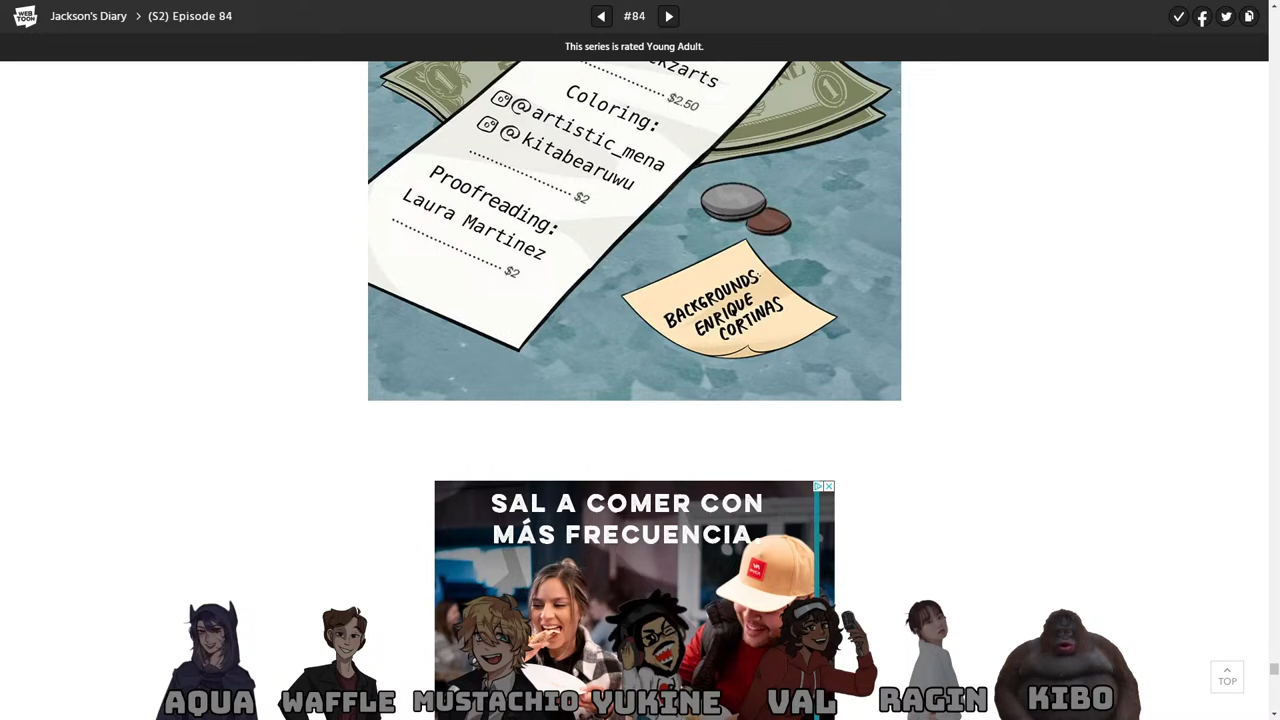 WEB
TOON
Jackson's Diary > (S2) Episode 84
#84
This series is rated Young Adult.
$2.50
Coloring:
@artistic_mena
@kitabearuwu
$2
Proofreading:
Laura Martinez
$2
BACKGROUNDS:
ENRIQUE
CORTINAS
SAL A COMER CON
MÁS FRECUENCIA.
AQUA
WAFFLE
MUSTACHIO
YUKINE
VAL
RAGIN
KIBO
TOP